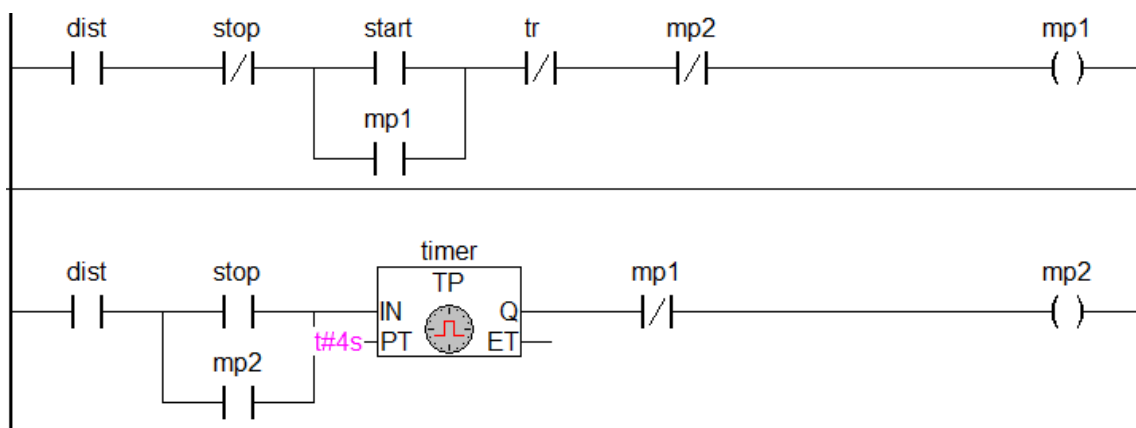 dist stop start tr mp2 mp1
mp1
timer
dist stop TP mp1 mp2
IN Q
t#4s PT ET
mp2